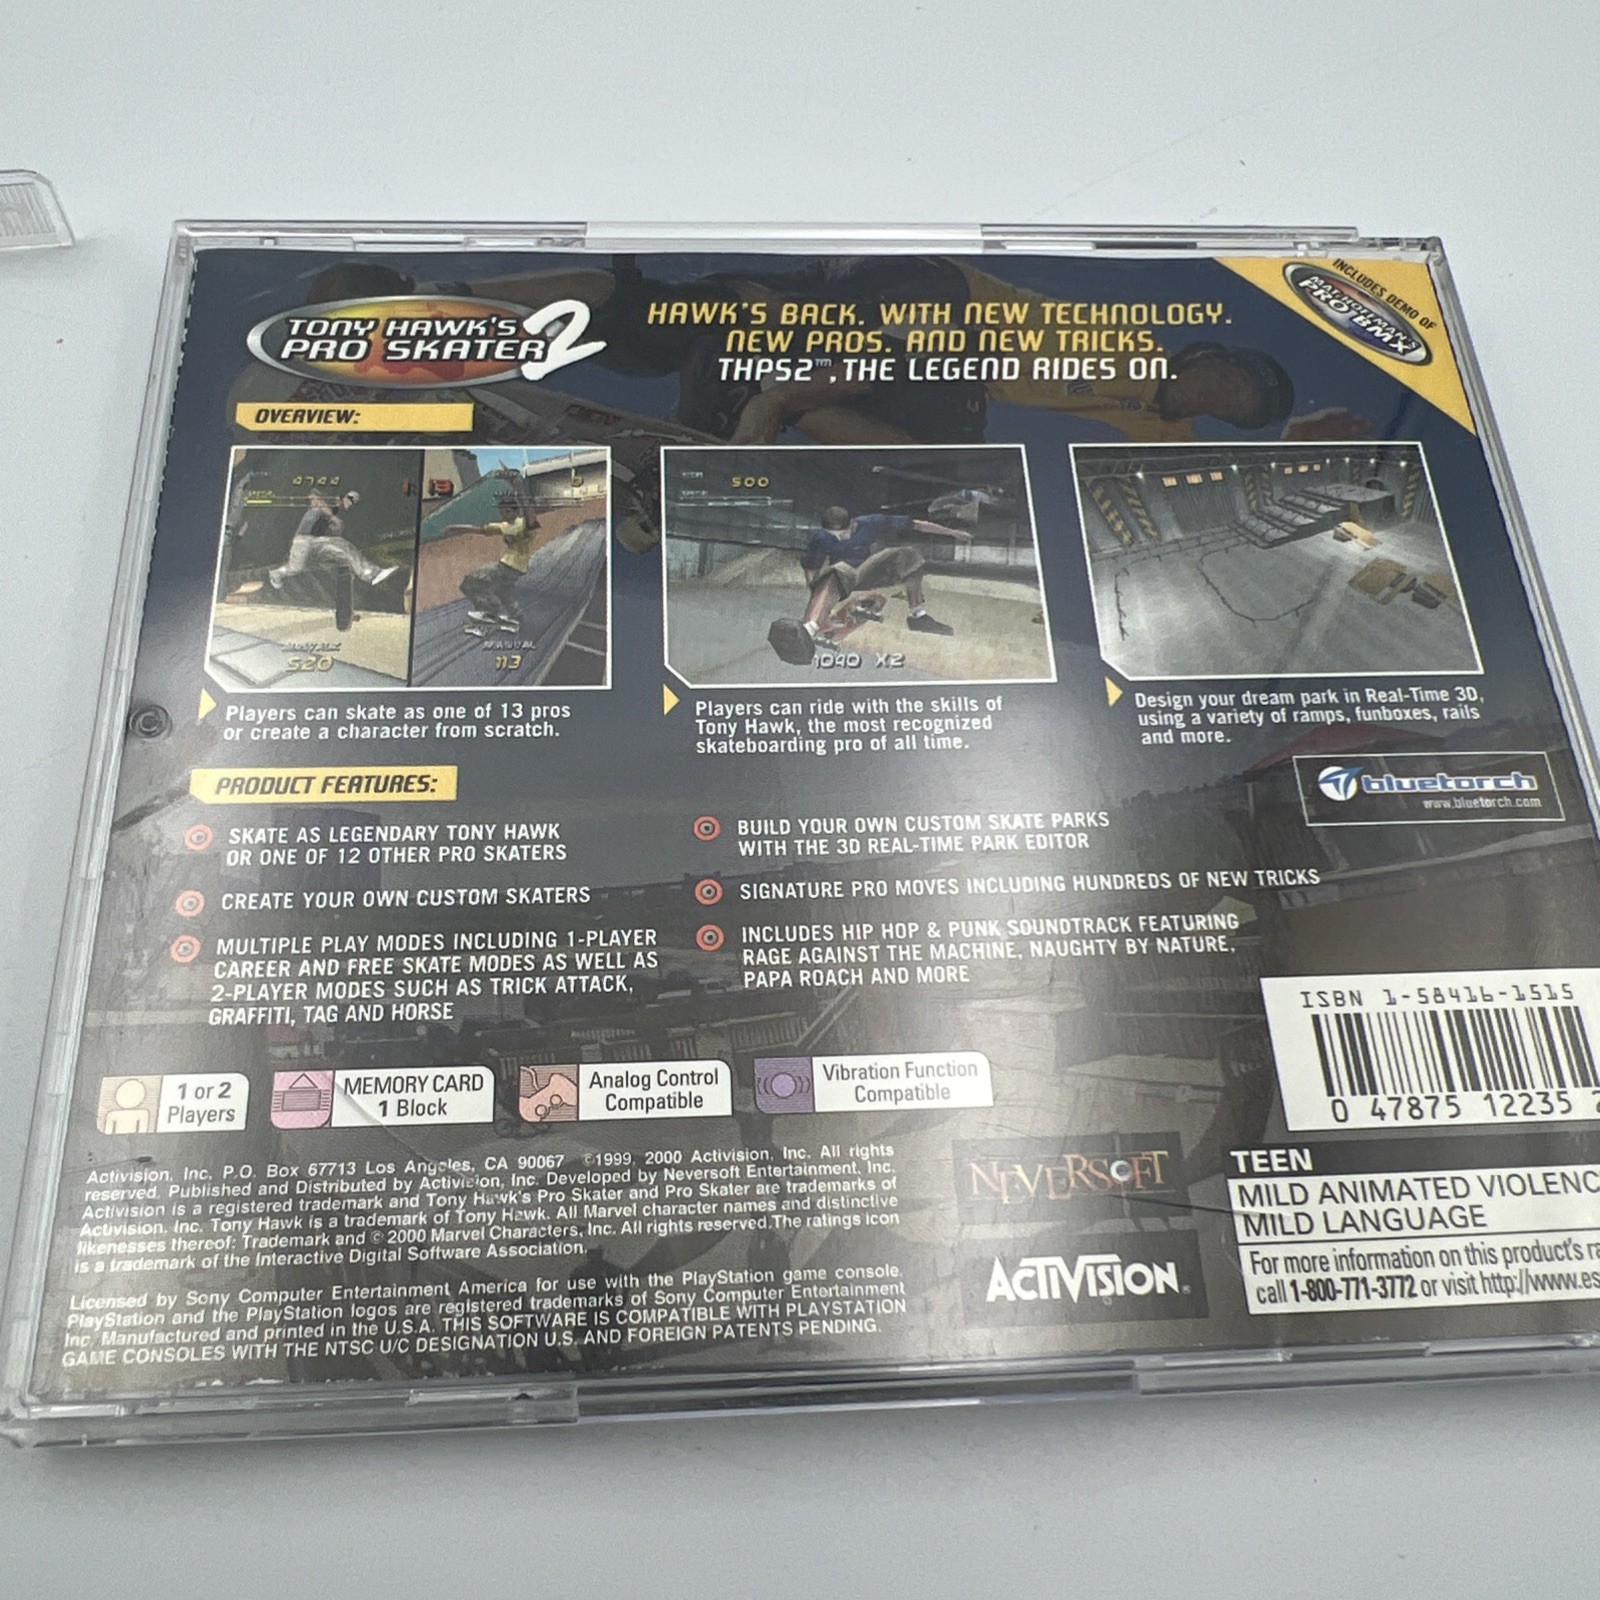 TONY HAWK'S
PRO SKATER 2
HAWK'S BACK. WITH NEW TECHNOLOGY.
NEW PROS. AND NEW TRICKS.
THPS2™, THE LEGEND RIDES ON.
INCLUDES DEMO OF
MAT HOFFMAN'S
PRO BMX
OVERVIEW:
4744
520
MANUAL
113
500
1040 X2
Players can skate as one of 13 pros
or create a character from scratch.
Players can ride with the skills of
Tony Hawk, the most recognized
skateboarding pro of all time.
Design your dream park in Real-Time 3D,
using a variety of ramps, funboxes, rails
and more.
bluetorch
www.bluetorch.com
PRODUCT FEATURES:
SKATE AS LEGENDARY TONY HAWK
OR ONE OF 12 OTHER PRO SKATERS
CREATE YOUR OWN CUSTOM SKATERS
MULTIPLE PLAY MODES INCLUDING 1-PLAYER
CAREER AND FREE SKATE MODES AS WELL AS
2-PLAYER MODES SUCH AS TRICK ATTACK,
GRAFFITI, TAG AND HORSE
BUILD YOUR OWN CUSTOM SKATE PARKS
WITH THE 3D REAL-TIME PARK EDITOR
SIGNATURE PRO MOVES INCLUDING HUNDREDS OF NEW TRICKS
INCLUDES HIP HOP & PUNK SOUNDTRACK FEATURING
RAGE AGAINST THE MACHINE, NAUGHTY BY NATURE,
PAPA ROACH AND MORE
ISBN 1-58416-1515
0 47875 12235 2
1 or 2
Players
MEMORY CARD
1 Block
Analog Control
Compatible
Vibration Function
Compatible
Activision, Inc. P.O. Box 67713 Los Angeles, CA 90067 ©1999, 2000 Activision, Inc. All rights
reserved. Published and Distributed by Activision, Inc. Developed by Neversoft Entertainment, Inc.
Activision is a registered trademark and Tony Hawk's Pro Skater and Pro Skater are trademarks of
Activision, Inc. Tony Hawk is a trademark of Tony Hawk. All Marvel character names and distinctive
likenesses thereof: Trademark and © 2000 Marvel Characters, Inc. All rights reserved. The ratings icon
is a trademark of the Interactive Digital Software Association.
Licensed by Sony Computer Entertainment America for use with the PlayStation game console.
PlayStation and the PlayStation logos are registered trademarks of Sony Computer Entertainment
Inc. Manufactured and printed in the U.S.A. THIS SOFTWARE IS COMPATIBLE WITH PLAYSTATION
GAME CONSOLES WITH THE NTSC U/C DESIGNATION U.S. AND FOREIGN PATENTS PENDING.
NEVERSOFT
ACTIVISION
TEEN
MILD ANIMATED VIOLENC
MILD LANGUAGE
For more information on this product's ra
call 1-800-771-3772 or visit http://www.es